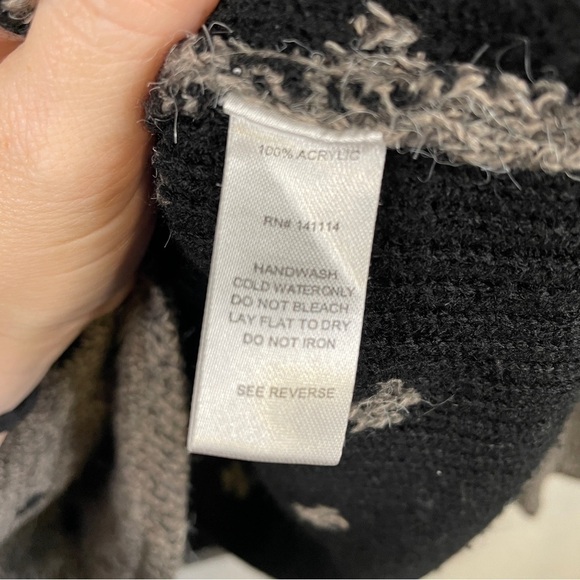 100% ACRYLIC
RN# 141114
HANDWASH
COLD WATER ONLY
DO NOT BLEACH
LAY FLAT TO DRY
DO NOT IRON
SEE REVERSE